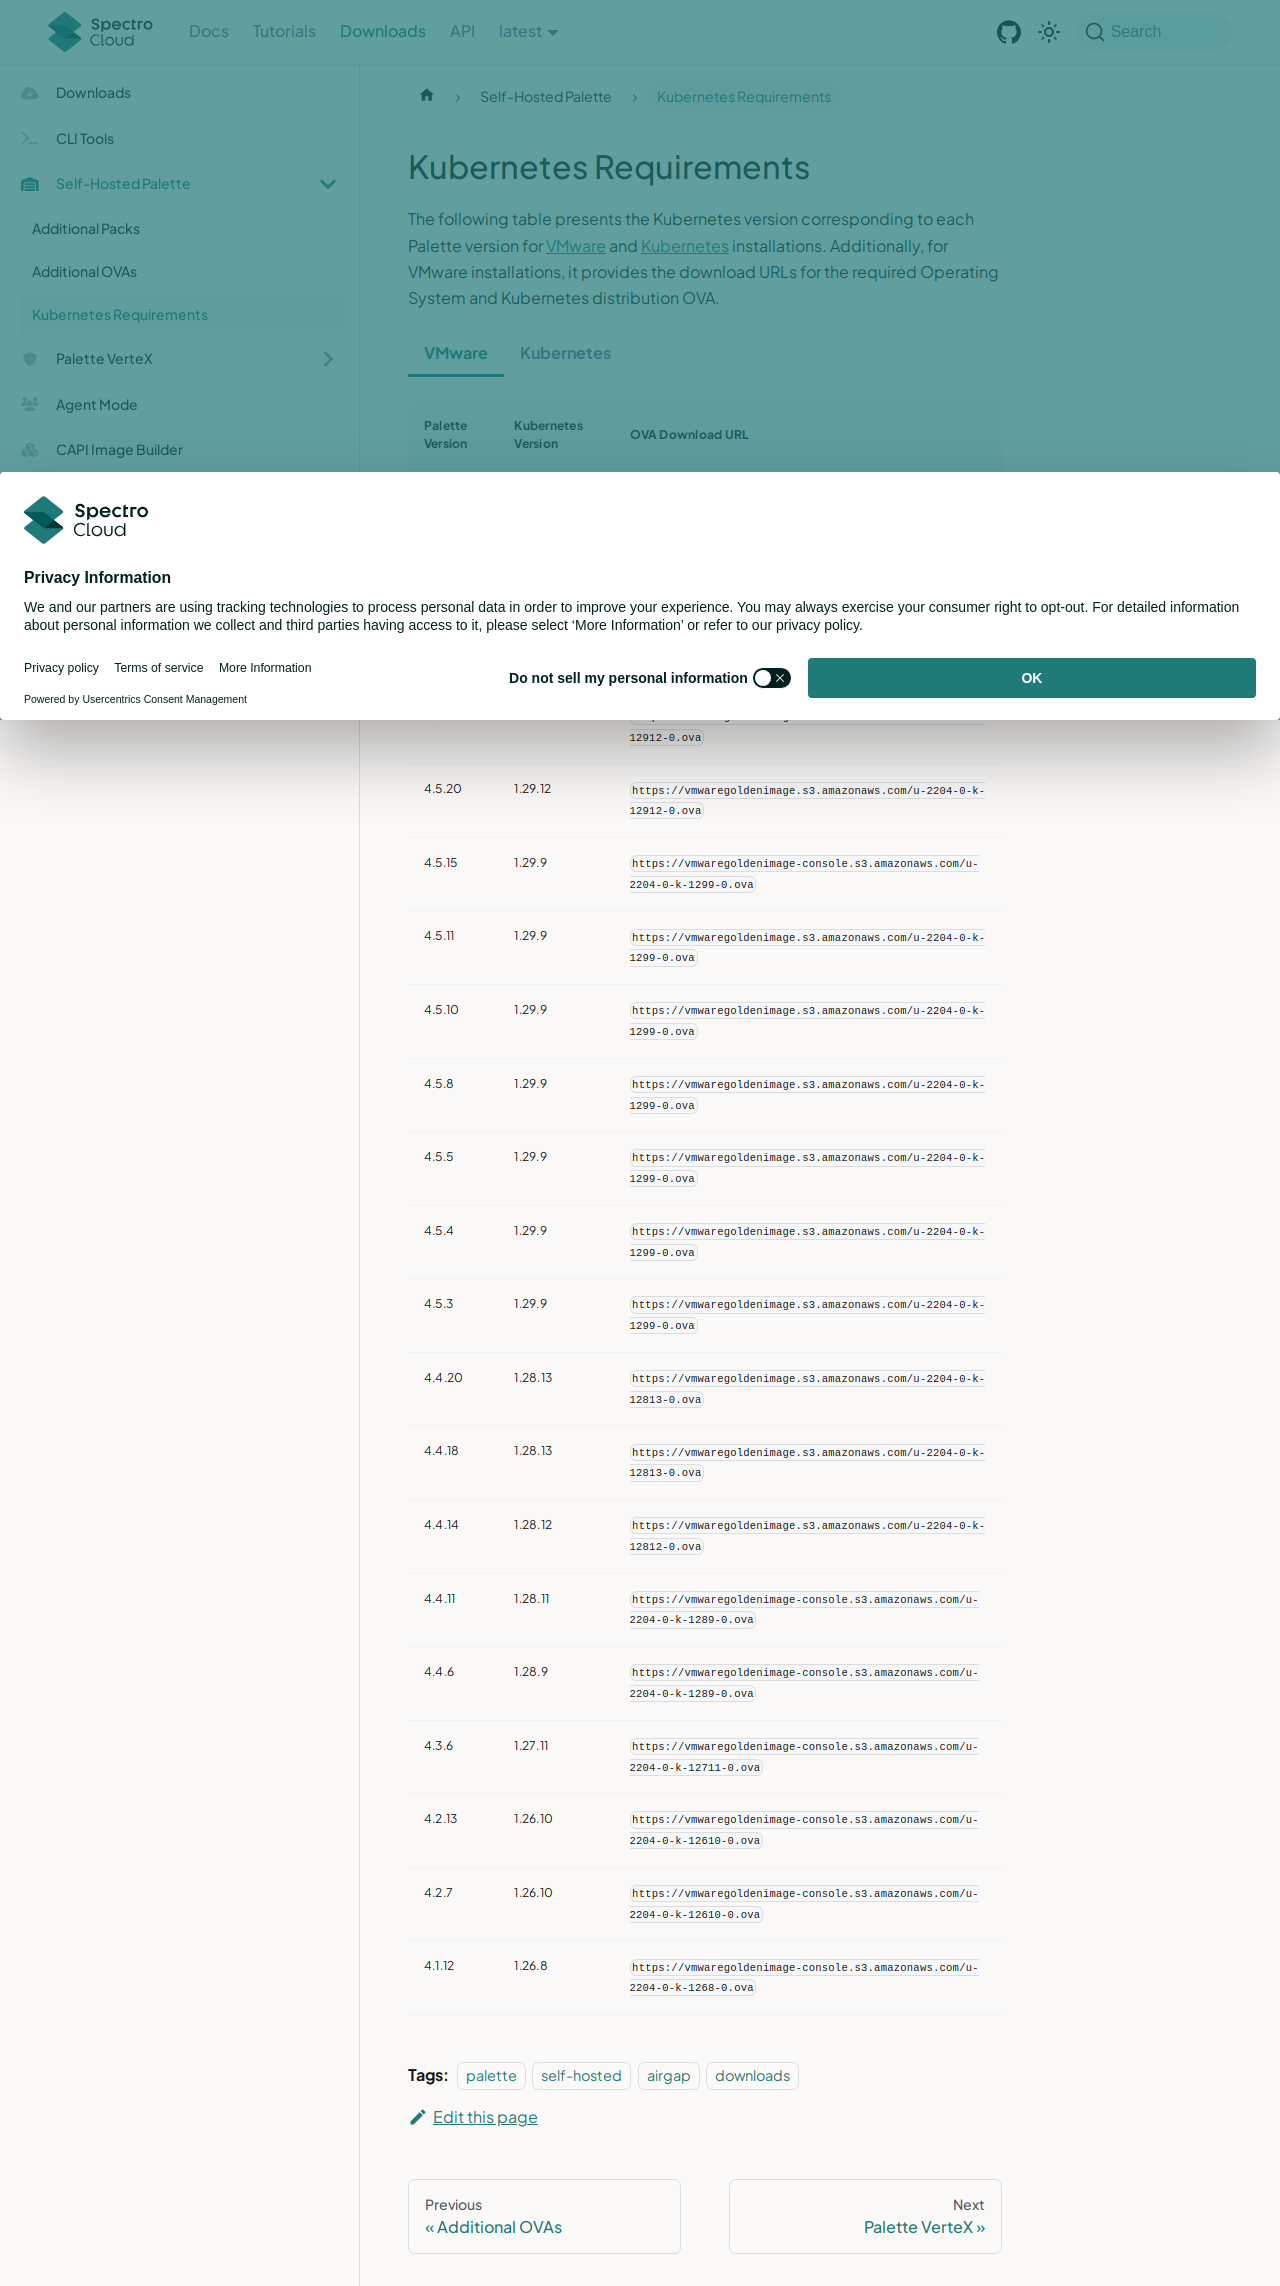 Spectro Cloud
Docs
Tutorials
Downloads
API
latest
Search
Downloads
CLI Tools
Self-Hosted Palette
Additional Packs
Additional OVAs
Kubernetes Requirements
Palette VerteX
Agent Mode
CAPI Image Builder
Self-Hosted Palette
Kubernetes Requirements
Kubernetes Requirements
The following table presents the Kubernetes version corresponding to each
Palette version for VMware and Kubernetes installations. Additionally, for
VMware installations, it provides the download URLs for the required Operating
System and Kubernetes distribution OVA.
VMware
Kubernetes
Palette Version
Kubernetes Version
OVA Download URL
Spectro Cloud
Privacy Information
We and our partners are using tracking technologies to process personal data in order to improve your experience. You may always exercise your consumer right to opt-out. For detailed information
about personal information we collect and third parties having access to it, please select ‘More Information’ or refer to our privacy policy.
Privacy policy
Terms of service
More Information
Powered by Usercentrics Consent Management
Do not sell my personal information
OK
12912-0.ova
4.5.20 1.29.12 https://vmwaregoldenimage.s3.amazonaws.com/u-2204-0-k-
12912-0.ova
4.5.15 1.29.9 https://vmwaregoldenimage-console.s3.amazonaws.com/u-
2204-0-k-1299-0.ova
4.5.11 1.29.9 https://vmwaregoldenimage.s3.amazonaws.com/u-2204-0-k-
1299-0.ova
4.5.10 1.29.9 https://vmwaregoldenimage.s3.amazonaws.com/u-2204-0-k-
1299-0.ova
4.5.8 1.29.9 https://vmwaregoldenimage.s3.amazonaws.com/u-2204-0-k-
1299-0.ova
4.5.5 1.29.9 https://vmwaregoldenimage.s3.amazonaws.com/u-2204-0-k-
1299-0.ova
4.5.4 1.29.9 https://vmwaregoldenimage.s3.amazonaws.com/u-2204-0-k-
1299-0.ova
4.5.3 1.29.9 https://vmwaregoldenimage.s3.amazonaws.com/u-2204-0-k-
1299-0.ova
4.4.20 1.28.13 https://vmwaregoldenimage.s3.amazonaws.com/u-2204-0-k-
12813-0.ova
4.4.18 1.28.13 https://vmwaregoldenimage.s3.amazonaws.com/u-2204-0-k-
12813-0.ova
4.4.14 1.28.12 https://vmwaregoldenimage.s3.amazonaws.com/u-2204-0-k-
12812-0.ova
4.4.11 1.28.11 https://vmwaregoldenimage-console.s3.amazonaws.com/u-
2204-0-k-1289-0.ova
4.4.6 1.28.9 https://vmwaregoldenimage-console.s3.amazonaws.com/u-
2204-0-k-1289-0.ova
4.3.6 1.27.11 https://vmwaregoldenimage-console.s3.amazonaws.com/u-
2204-0-k-12711-0.ova
4.2.13 1.26.10 https://vmwaregoldenimage-console.s3.amazonaws.com/u-
2204-0-k-12610-0.ova
4.2.7 1.26.10 https://vmwaregoldenimage-console.s3.amazonaws.com/u-
2204-0-k-12610-0.ova
4.1.12 1.26.8 https://vmwaregoldenimage-console.s3.amazonaws.com/u-
2204-0-k-1268-0.ova
Tags: palette self-hosted airgap downloads
Edit this page
Previous
« Additional OVAs
Next
Palette VerteX »